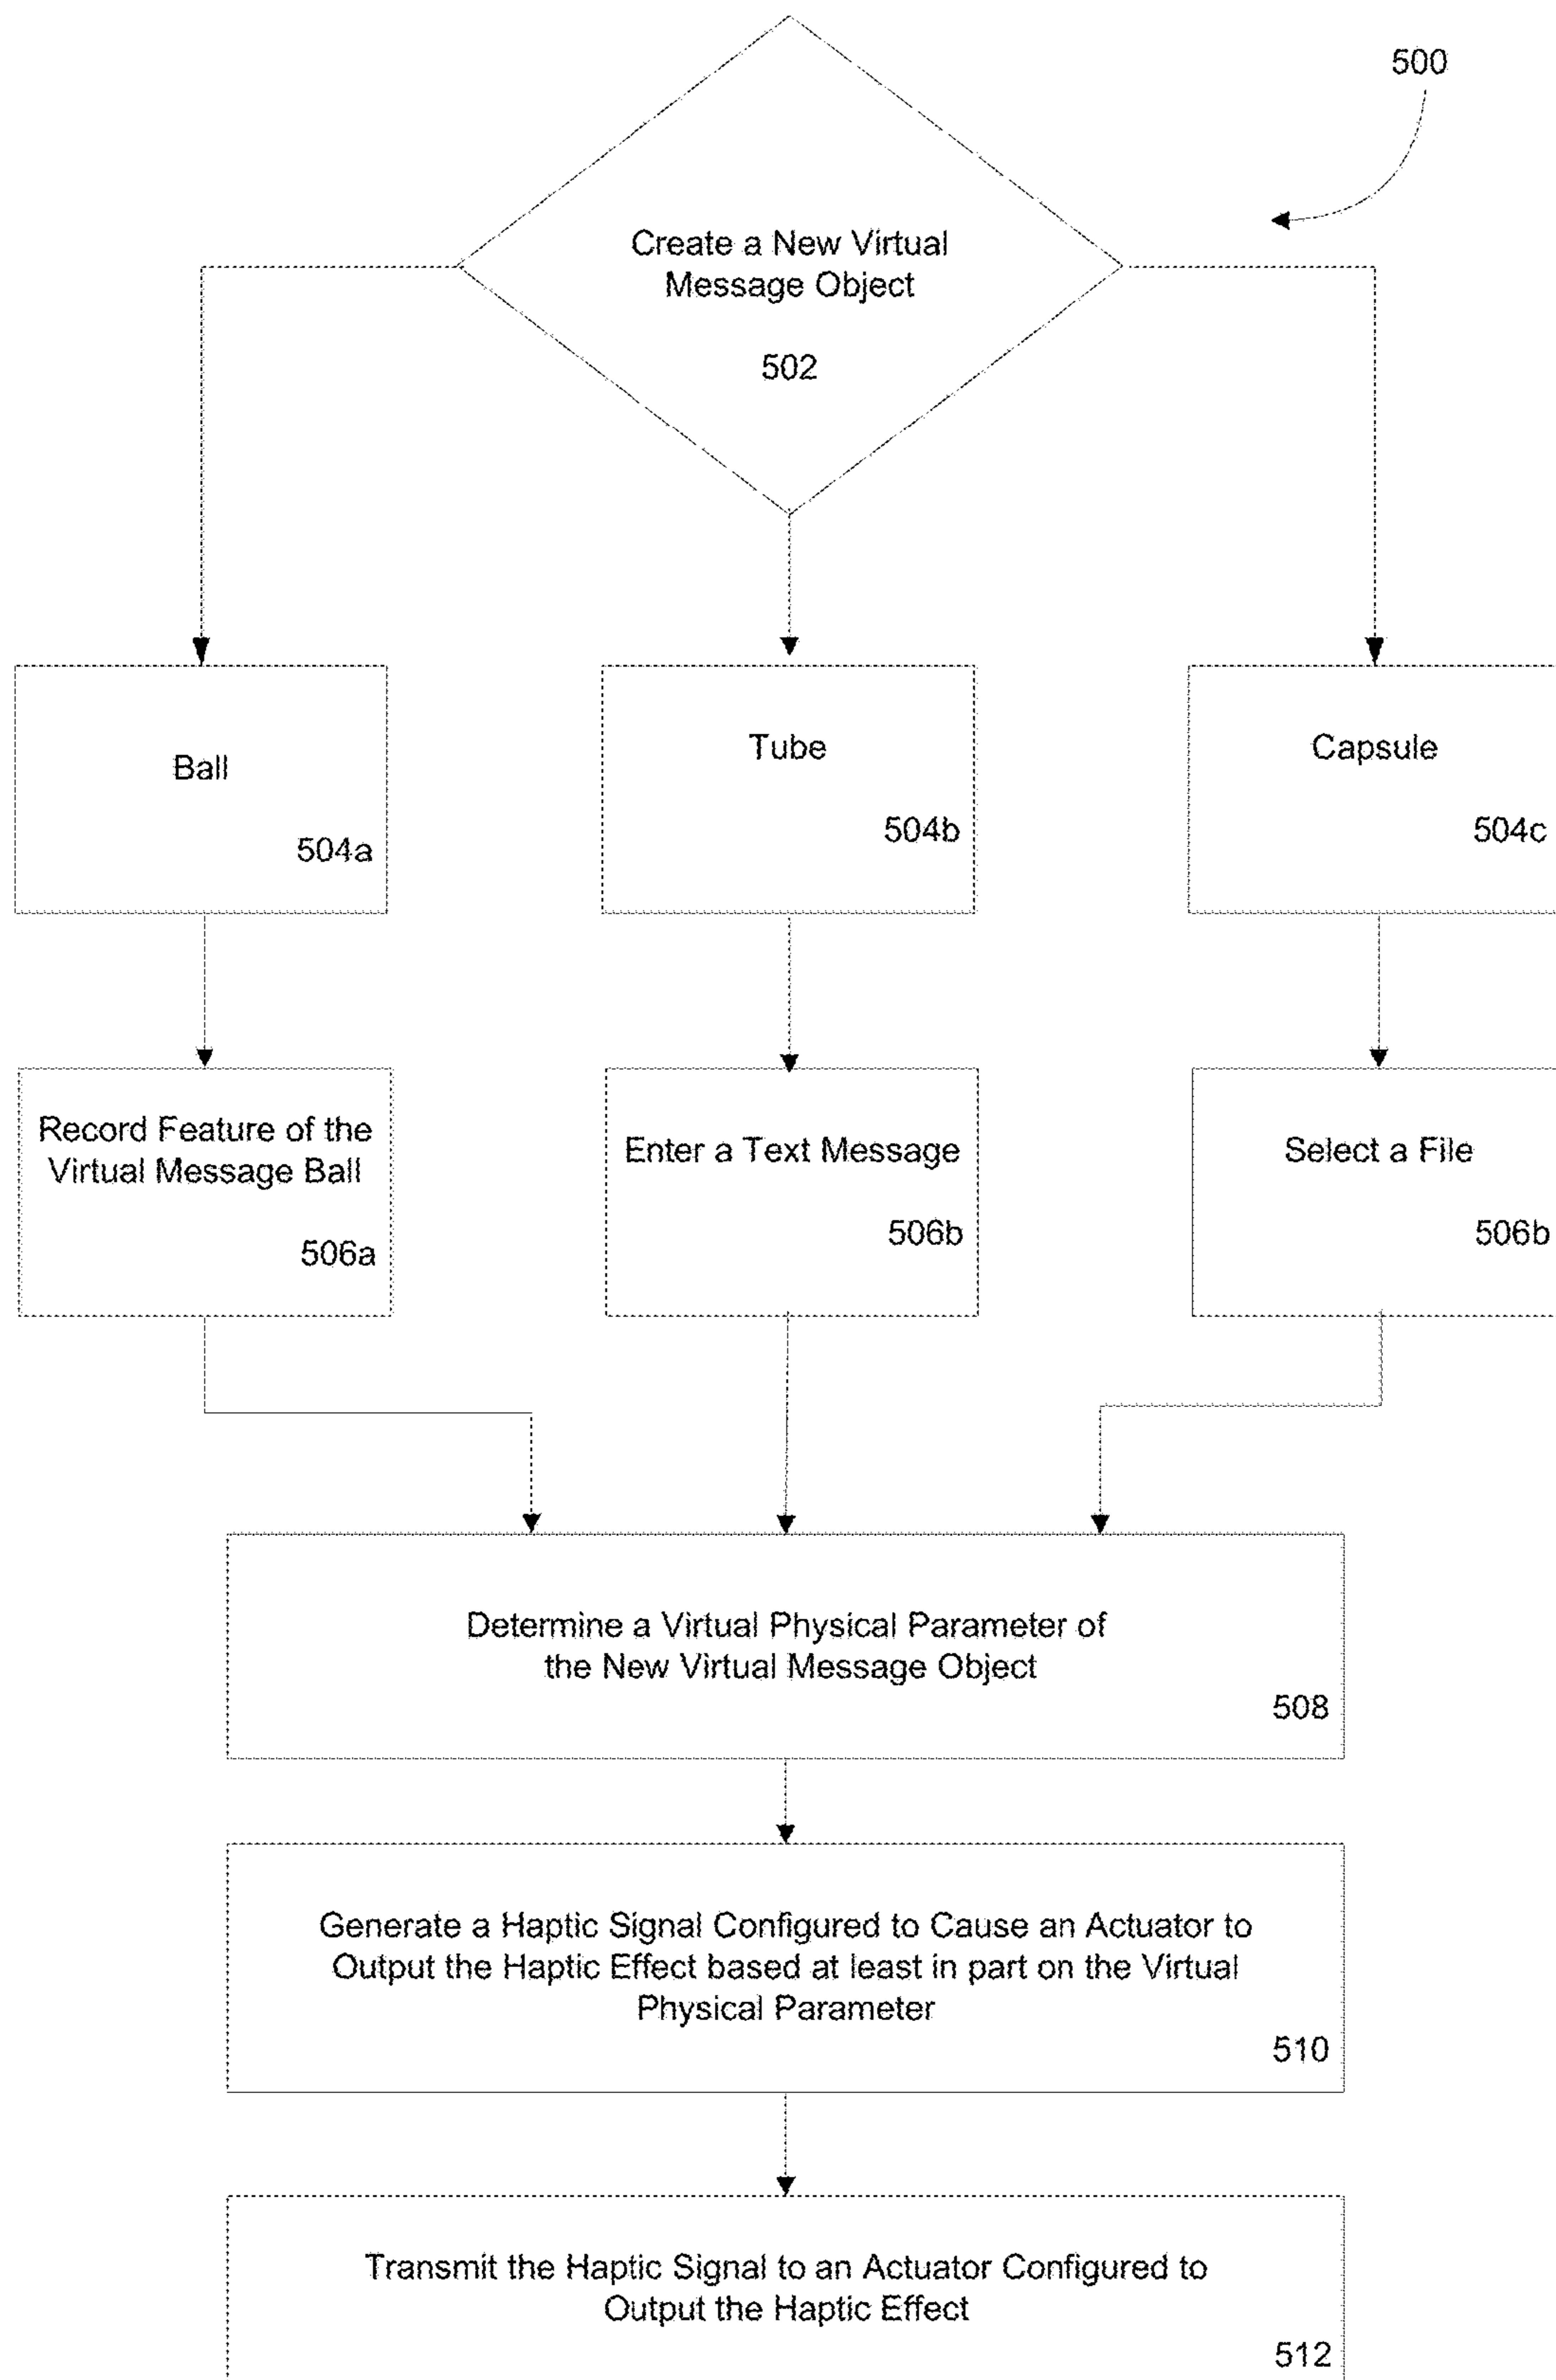 500
Create a New Virtual
Message Object
502
Ball
504a
Tube
504b
Capsule
504c
Record Feature of the
Virtual Message Ball
506a
Enter a Text Message
506b
Select a File
506b
Determine a Virtual Physical Parameter of
the New Virtual Message Object
508
Generate a Haptic Signal Configured to Cause an Actuator to
Output the Haptic Effect based at least in part on the Virtual
Physical Parameter
510
Transmit the Haptic Signal to an Actuator Configured to
Output the Haptic Effect
512